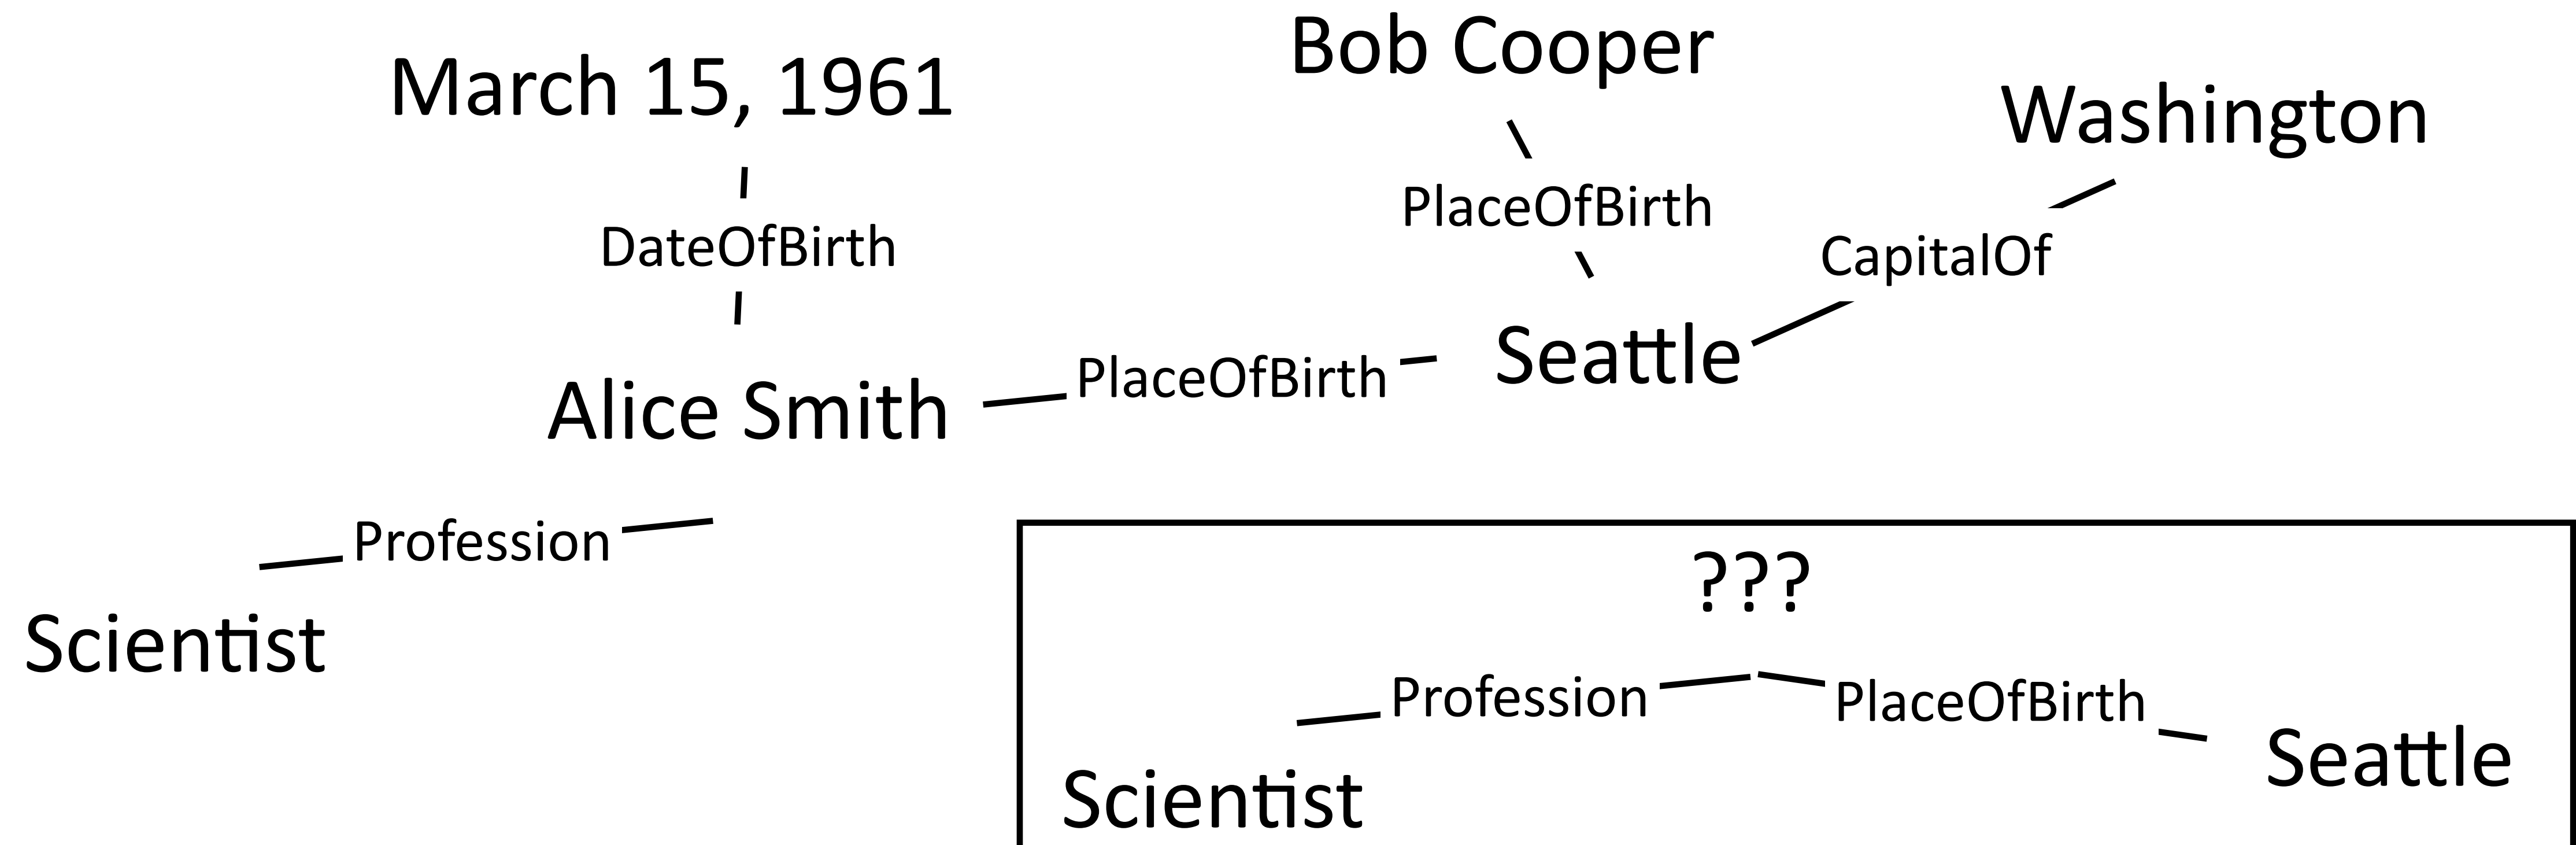 Bob Cooper
March 15, 1961
Washington
PlaceOfBirth
DateOfBirth
CapitalOf
Seattle
PlaceOfBirth
Alice Smith
Profession
Scientist
???
Profession
PlaceOfBirth
Seattle
Scientist